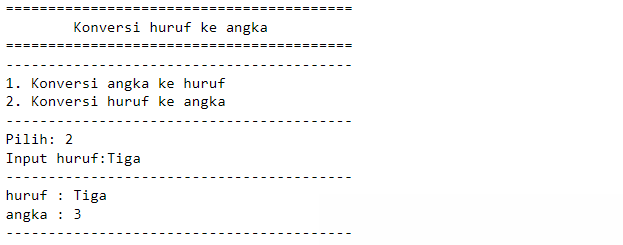 =========================================
Konversi huruf ke angka
=========================================
-----------------------------------------
1. Konversi angka ke huruf
2. Konversi huruf ke angka
-----------------------------------------
Pilih: 2
Input huruf:Tiga
-----------------------------------------
huruf : Tiga
angka : 3
-----------------------------------------